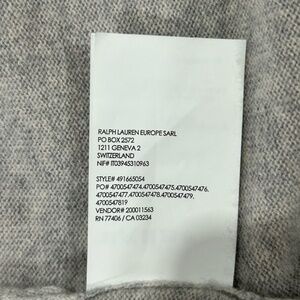 RALPH LAUREN EUROPE SARL
PO BOX 2572
1211 GENEVA 2
SWITZERLAND
NIF# IT0394S310963
STYLE# 491665054
PO# 4700547474,4700547475,4700547476,
4700547477,4700547478,4700547479,
4700547819
VENDOR# 200011563
RN 77406 / CA 03234